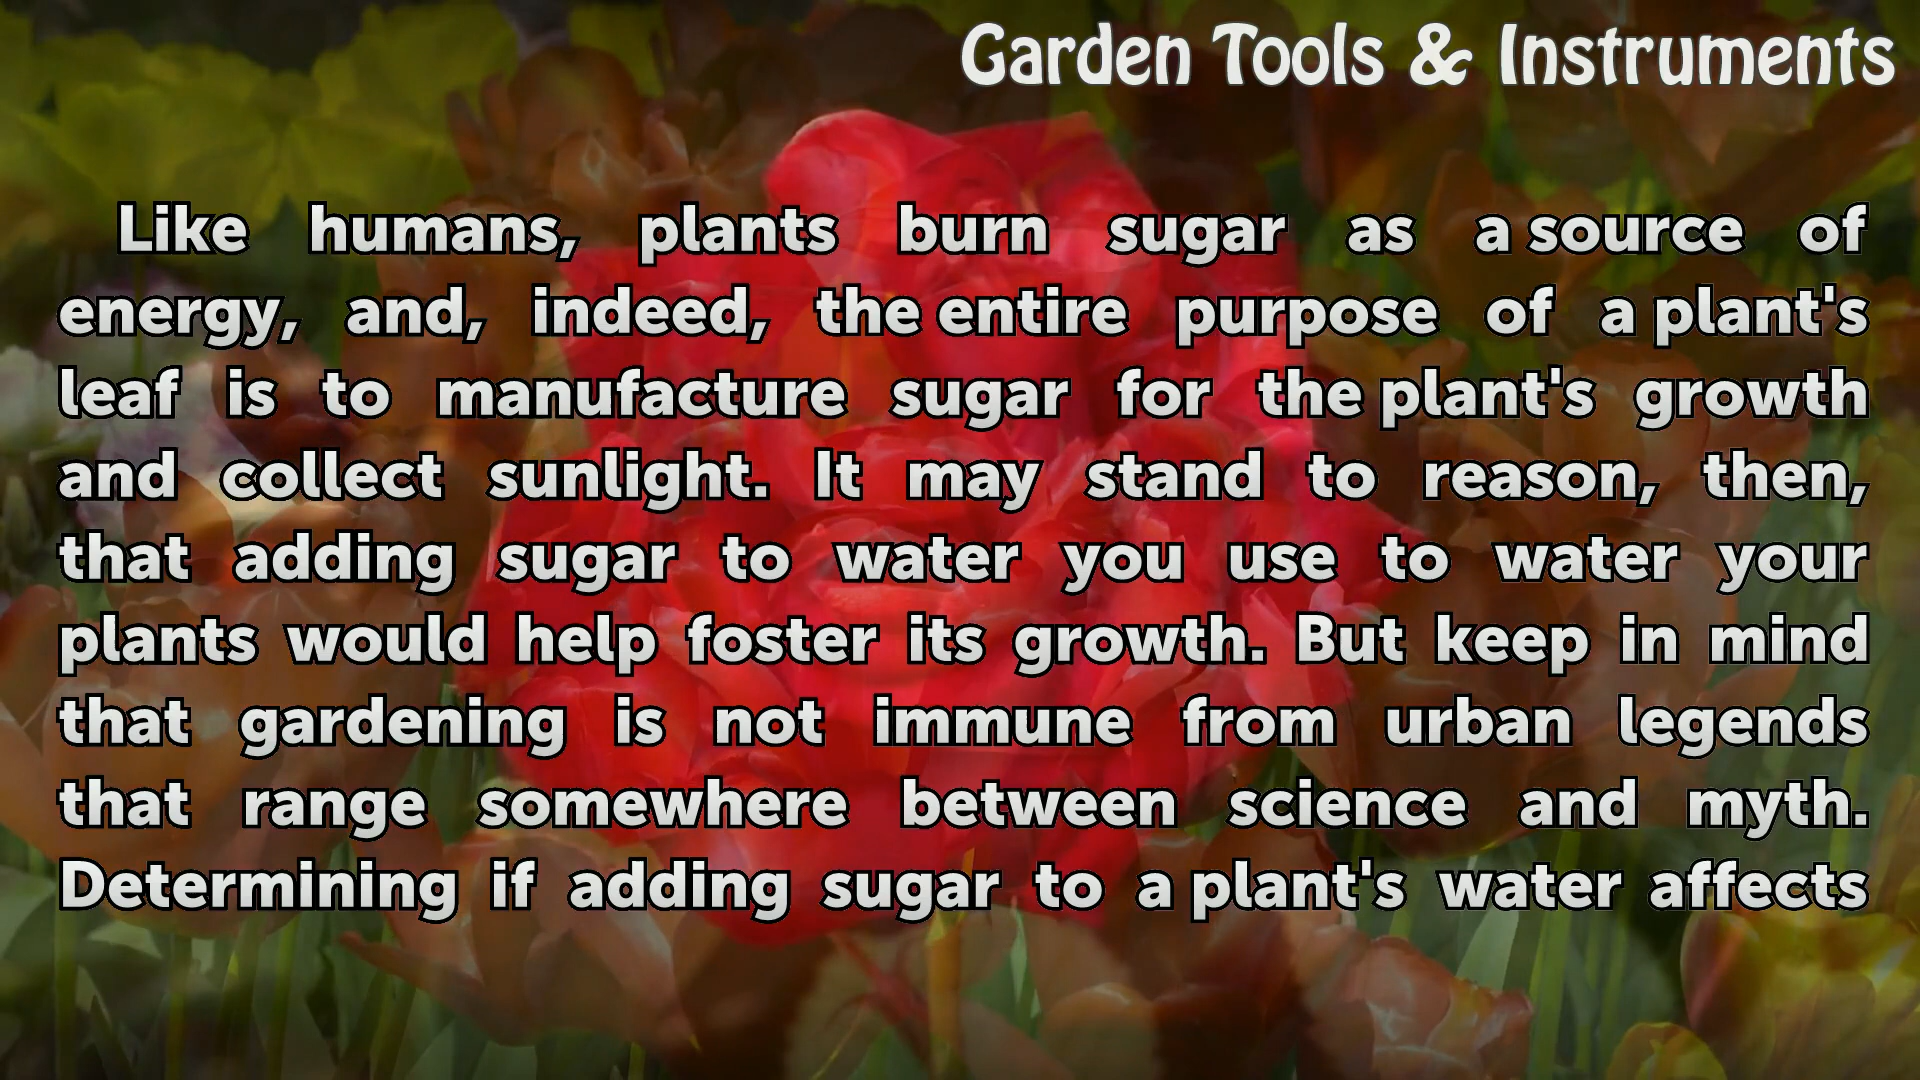 Garden Tools & Instruments
Like humans, plants burn sugar as a source of
energy, and, indeed, the entire purpose of a plant's
leaf is to manufacture sugar for the plant's growth
and collect sunlight. It may stand to reason, then,
that adding sugar to water you use to water your
plants would help foster its growth. But keep in mind
that gardening is not immune from urban legends
that range somewhere between science and myth.
Determining if adding sugar to a plant's water affects